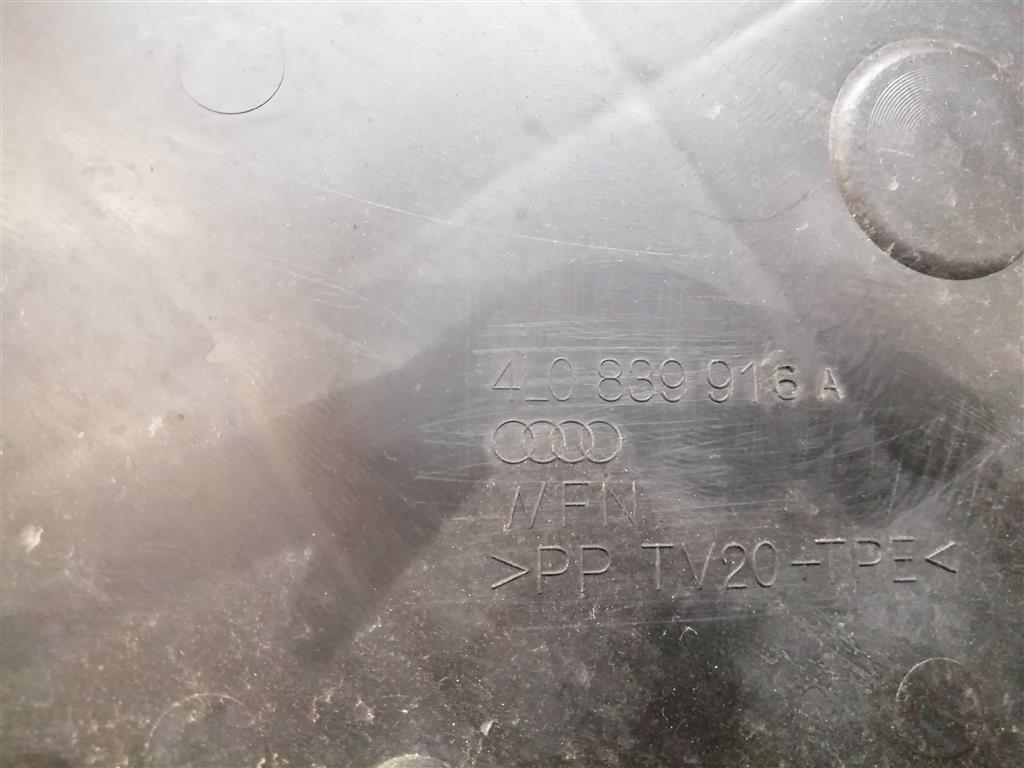 4L0 839 916 A
WFN
>PP TV20-TPE<